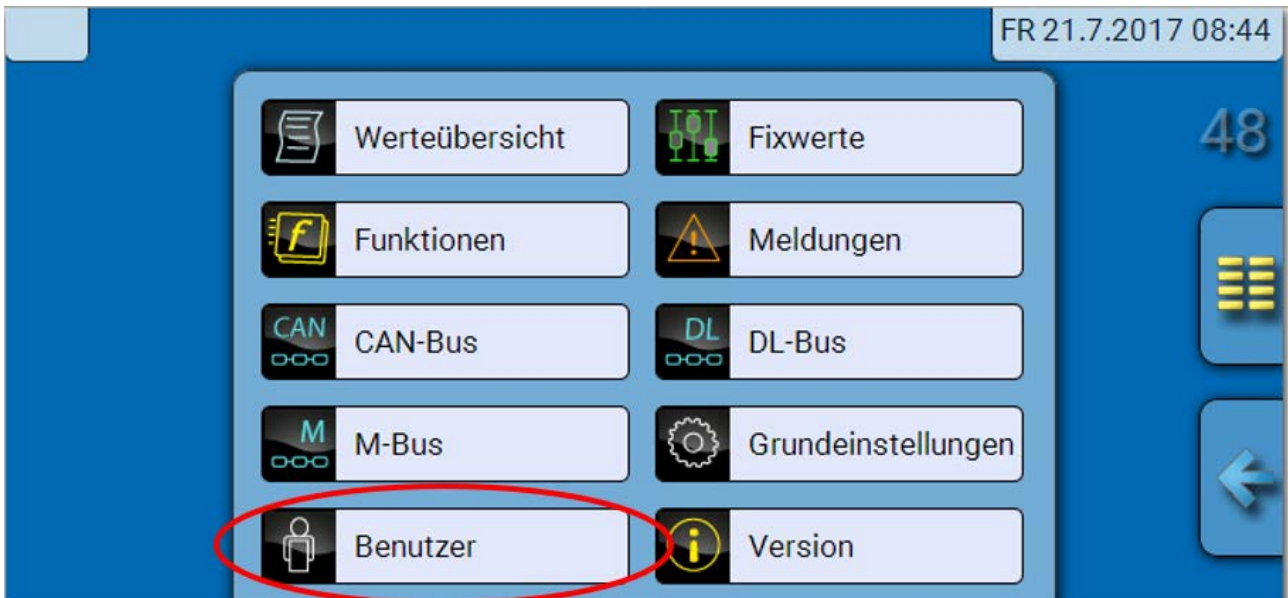 FR 21.7.2017 08:44
48
Werteübersicht
Fixwerte
f Funktionen
Meldungen
CAN CAN-Bus
DL DL-Bus
M M-Bus
Grundeinstellungen
Benutzer
i Version